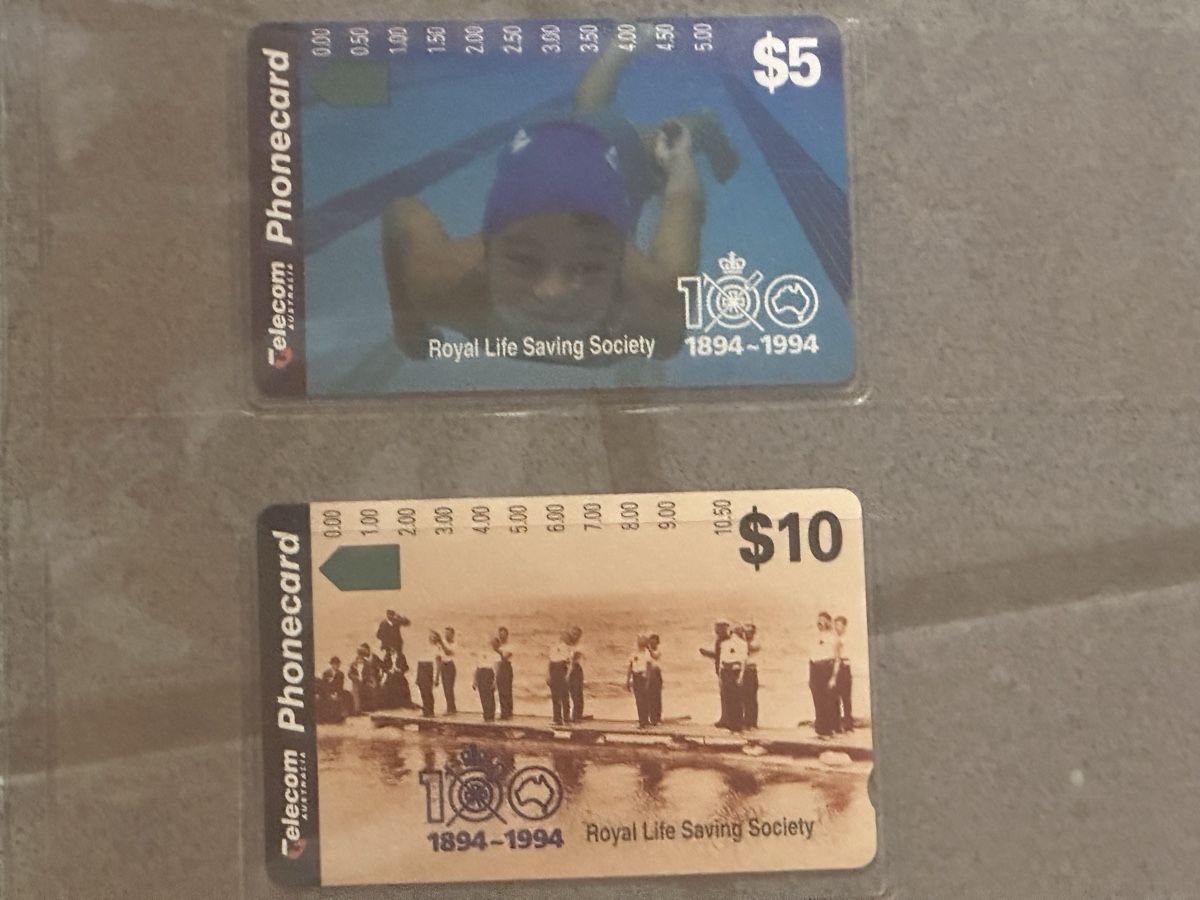 0.00 0.50 1.00 1.50 2.00 2.50 3.00 3.50 4.00 4.50 5.00
$5
Telecom Phonecard
AUSTRALIA
100
Royal Life Saving Society
1894~1994
0.00 1.00 2.00 3.00 4.00 5.00 6.00 7.00 8.00 9.00 10.50
$10
Telecom Phonecard
AUSTRALIA
100
1894~1994
Royal Life Saving Society